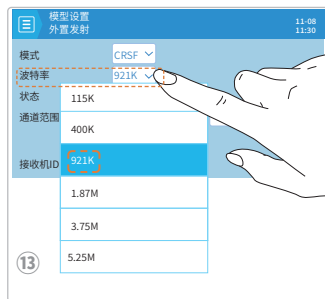 模型设置
外置发射
11-08
11:30
模式 CRSF
波特率 921K
状态
通道范围
接收机ID
115K
400K
921K
1.87M
3.75M
5.25M
⑬